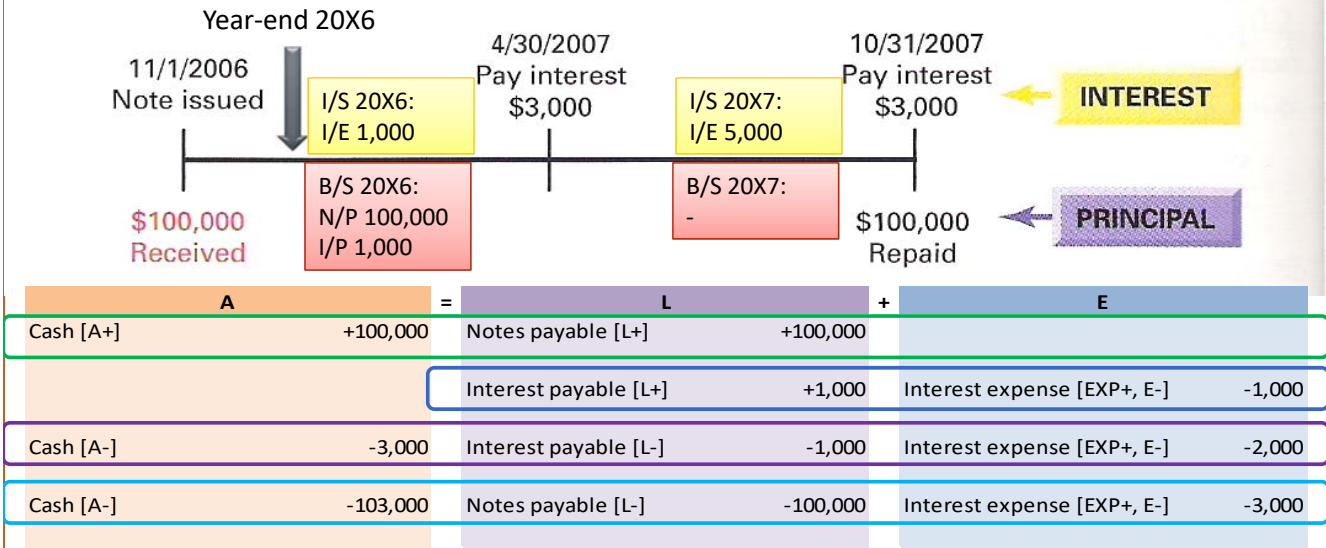 Year-end 20X6
11/1/2006
Note issued
I/S 20X6:
I/E 1,000
4/30/2007
Pay interest
$3,000
I/S 20X7:
I/E 5,000
10/31/2007
Pay interest
$3,000
INTEREST
$100,000
Received
B/S 20X6:
N/P 100,000
I/P 1,000
B/S 20X7:
-
$100,000
Repaid
PRINCIPAL
A = L + E
Cash [A+] +100,000 Notes payable [L+] +100,000
Interest payable [L+] +1,000 Interest expense [EXP+, E-] -1,000
Cash [A-] -3,000 Interest payable [L-] -1,000 Interest expense [EXP+, E-] -2,000
Cash [A-] -103,000 Notes payable [L-] -100,000 Interest expense [EXP+, E-] -3,000